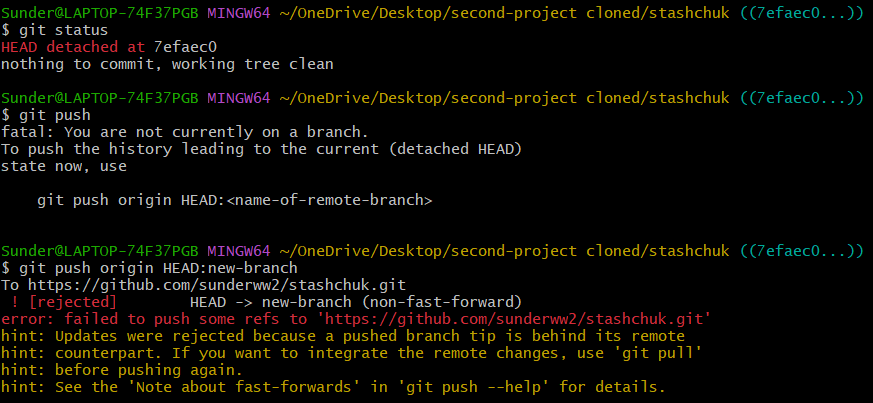 Sunder@LAPTOP-74F37PGB MINGW64 ~/OneDrive/Desktop/second-project cloned/stashchuk ((7efaec0...))
$ git status
HEAD detached at 7efaec0
nothing to commit, working tree clean
Sunder@LAPTOP-74F37PGB MINGW64 ~/OneDrive/Desktop/second-project cloned/stashchuk ((7efaec0...))
$ git push
fatal: You are not currently on a branch.
To push the history leading to the current (detached HEAD)
state now, use
git push origin HEAD:<name-of-remote-branch>
Sunder@LAPTOP-74F37PGB MINGW64 ~/OneDrive/Desktop/second-project cloned/stashchuk ((7efaec0...))
$ git push origin HEAD:new-branch
To https://github.com/sunderww2/stashchuk.git
! [rejected] HEAD -> new-branch (non-fast-forward)
error: failed to push some refs to 'https://github.com/sunderww2/stashchuk.git'
hint: Updates were rejected because a pushed branch tip is behind its remote
hint: counterpart. If you want to integrate the remote changes, use 'git pull'
hint: before pushing again.
hint: See the 'Note about fast-forwards' in 'git push --help' for details.